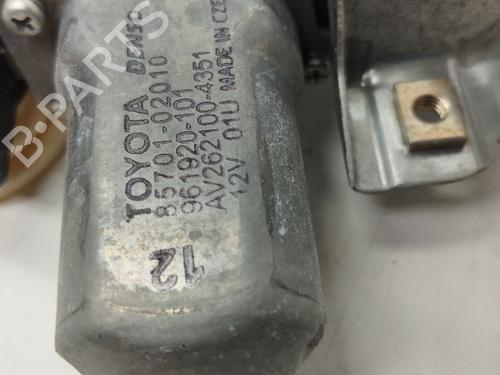 TOYOTA DENSO
85701-02010
961920-101
AV262100-4351
12V 01U MADE IN CZE
12
B-PARTS